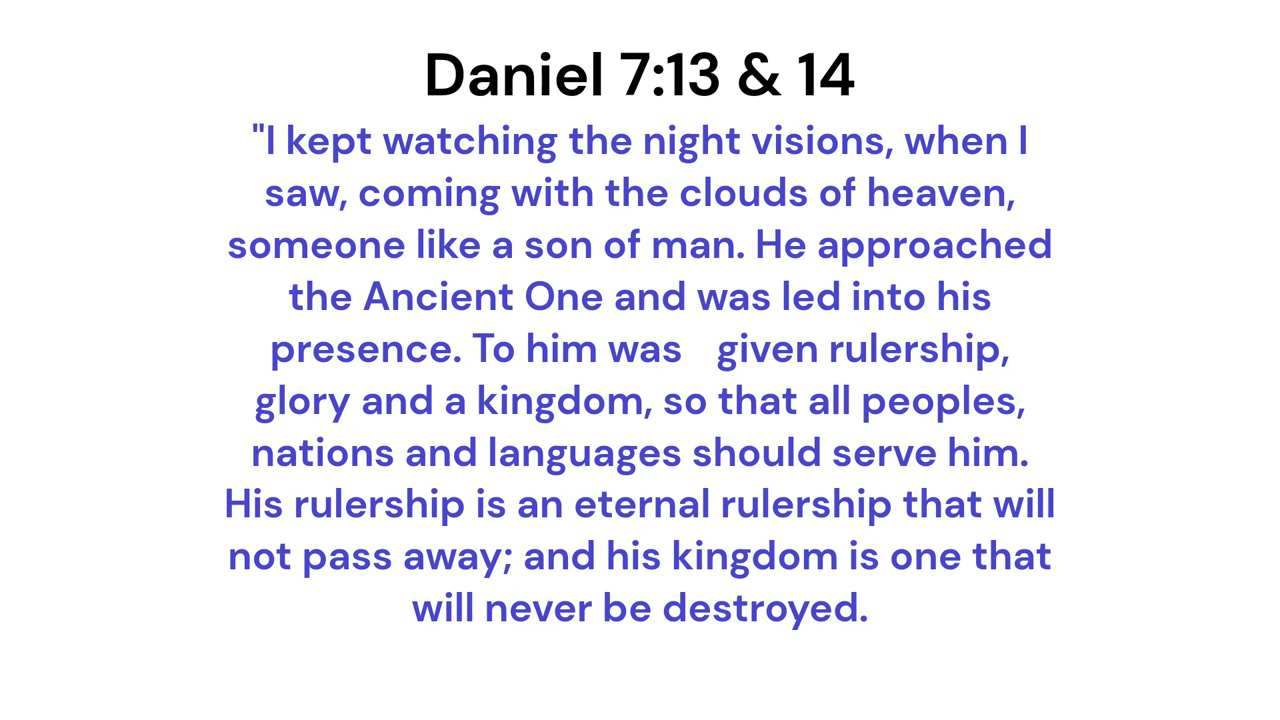 Daniel 7:13 & 14
"I kept watching the night visions, when I
saw, coming with the clouds of heaven,
someone like a son of man. He approached
the Ancient One and was led into his
presence. To him was   given rulership,
glory and a kingdom, so that all peoples,
nations and languages should serve him.
His rulership is an eternal rulership that will
not pass away; and his kingdom is one that
will never be destroyed.